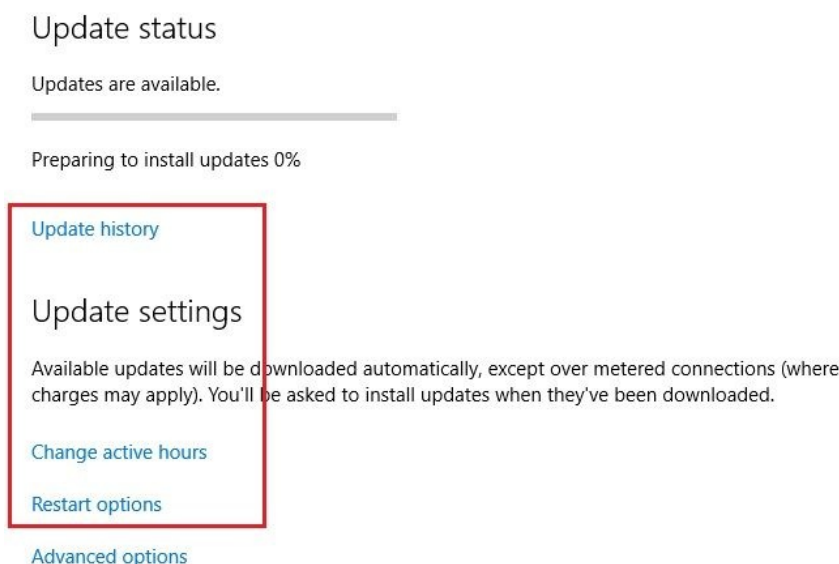 Update status
Updates are available.
Preparing to install updates 0%
Update history
Update settings
Available updates will be downloaded automatically, except over metered connections (where
charges may apply). You'll be asked to install updates when they've been downloaded.
Change active hours
Restart options
Advanced options